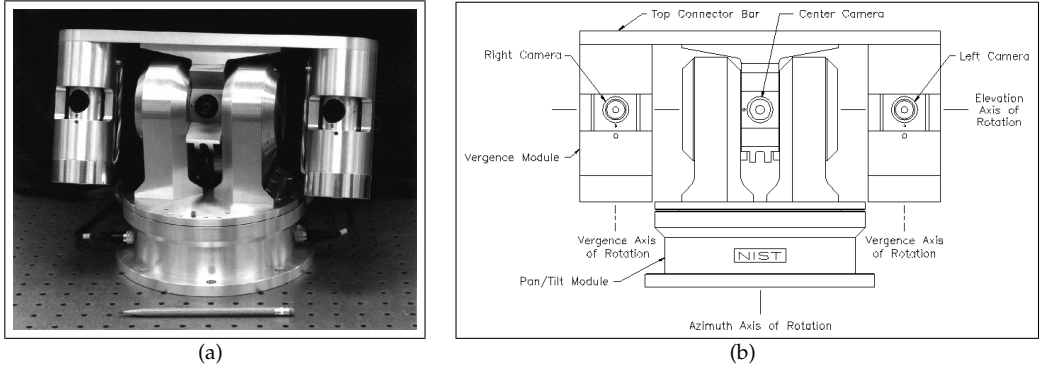 Top Connector Bar
Center Camera
Right Camera
Left Camera
Elevation
Axis of
Rotation
Vergence Module
Vergence Axis
of Rotation
Vergence Axis
of Rotation
NIST
Pan/Tilt Module
Azimuth Axis of Rotation
(a)
(b)